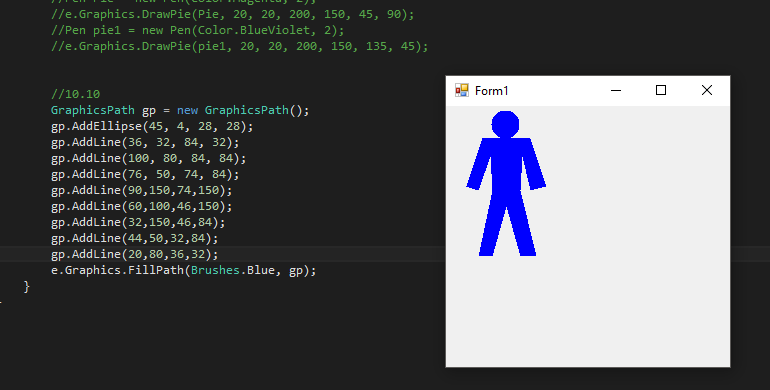 //Pen Pie = new Pen(Color.Magenta, 2);
//e.Graphics.DrawPie(Pie, 20, 20, 200, 150, 45, 90);
//Pen pie1 = new Pen(Color.BlueViolet, 2);
//e.Graphics.DrawPie(pie1, 20, 20, 200, 150, 135, 45);
//10.10
GraphicsPath gp = new GraphicsPath();
gp.AddEllipse(45, 4, 28, 28);
gp.AddLine(36, 32, 84, 32);
gp.AddLine(100, 80, 84, 84);
gp.AddLine(76, 50, 74, 84);
gp.AddLine(90,150,74,150);
gp.AddLine(60,100,46,150);
gp.AddLine(32,150,46,84);
gp.AddLine(44,50,32,84);
gp.AddLine(20,80,36,32);
e.Graphics.FillPath(Brushes.Blue, gp);
}
Form1